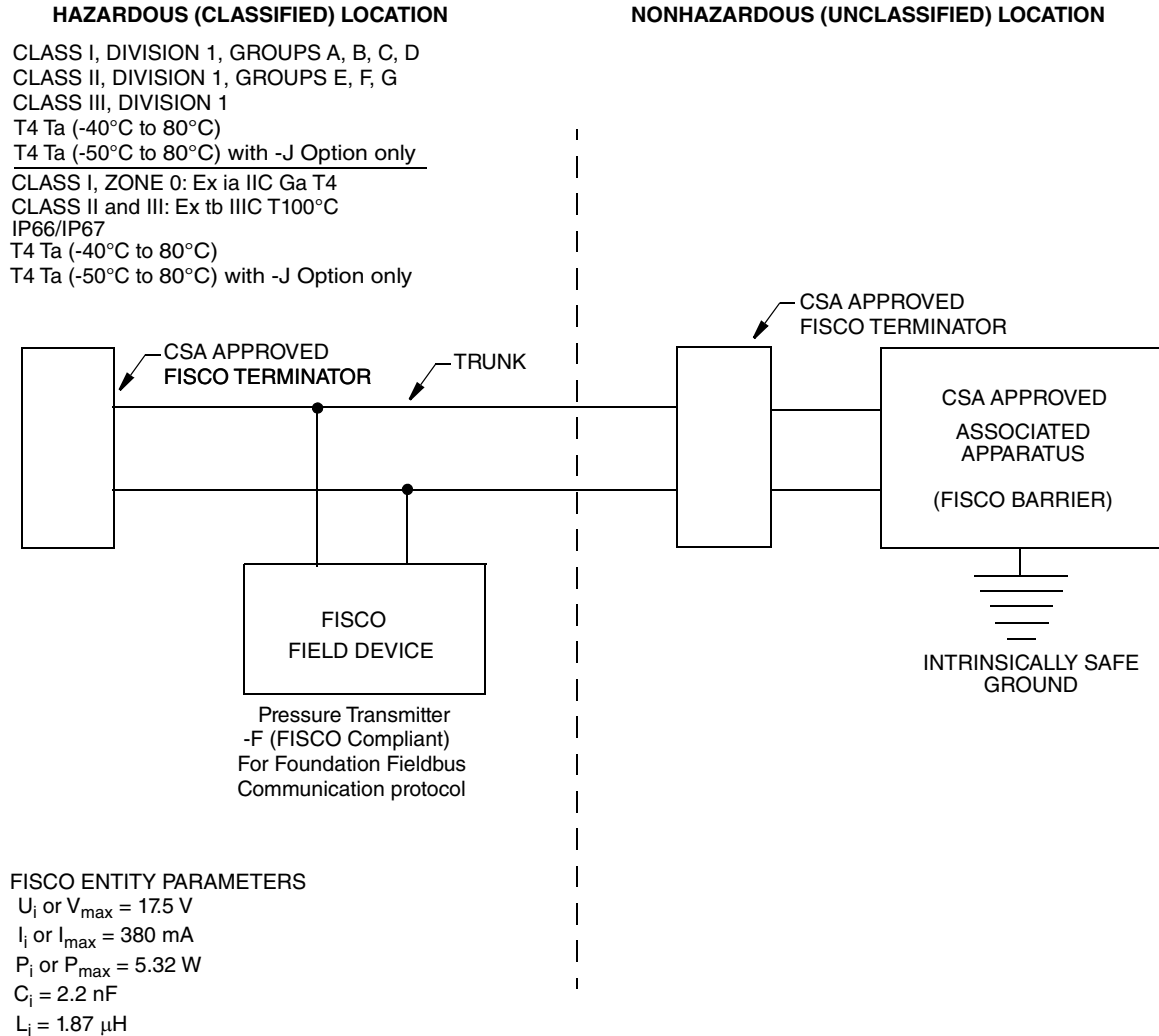 HAZARDOUS (CLASSIFIED) LOCATION
NONHAZARDOUS (UNCLASSIFIED) LOCATION
CLASS I, DIVISION 1, GROUPS A, B, C, D
CLASS II, DIVISION 1, GROUPS E, F, G
CLASS III, DIVISION 1
T4 Ta (-40°C to 80°C)
T4 Ta (-50°C to 80°C) with -J Option only
CLASS I, ZONE 0: Ex ia IIC Ga T4
CLASS II and III: Ex tb IIIC T100°C
IP66/IP67
T4 Ta (-40°C to 80°C)
T4 Ta (-50°C to 80°C) with -J Option only
CSA APPROVED
FISCO TERMINATOR
TRUNK
CSA APPROVED
FISCO TERMINATOR
CSA APPROVED
ASSOCIATED
APPARATUS
(FISCO BARRIER)
INTRINSICALLY SAFE
GROUND
FISCO
FIELD DEVICE
Pressure Transmitter
-F (FISCO Compliant)
For Foundation Fieldbus
Communication protocol
FISCO ENTITY PARAMETERS
Ui or Vmax = 17.5 V
Ii or Imax = 380 mA
Pi or Pmax = 5.32 W
Ci = 2.2 nF
Li = 1.87 μH